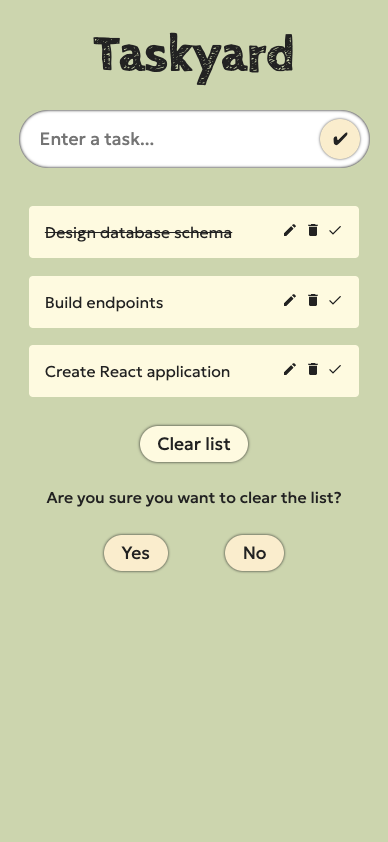 Taskyard
Enter a task...
Design database schema
Build endpoints
Create React application
Clear list
Are you sure you want to clear the list?
Yes
No